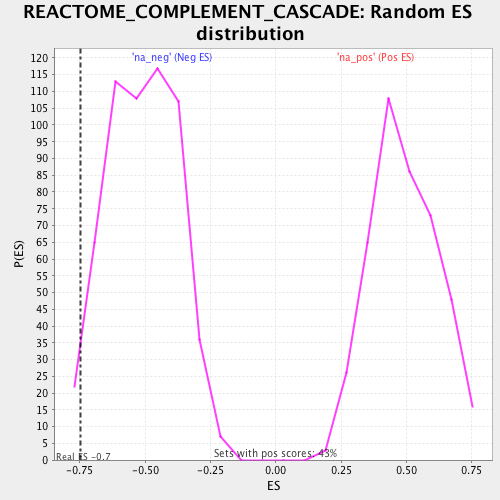 REACTOME_COMPLEMENT_CASCADE: Random ES
distribution
'na_neg' (Neg ES)
'na_pos' (Pos ES)
P(ES)
120
115
110
105
100
95
90
85
80
75
70
65
60
55
50
45
40
35
30
25
20
15
10
5
0
Real ES -0.7
Sets with pos scores: 43%
-0.75 -0.50 -0.25 0.00 0.25 0.50 0.75
ES